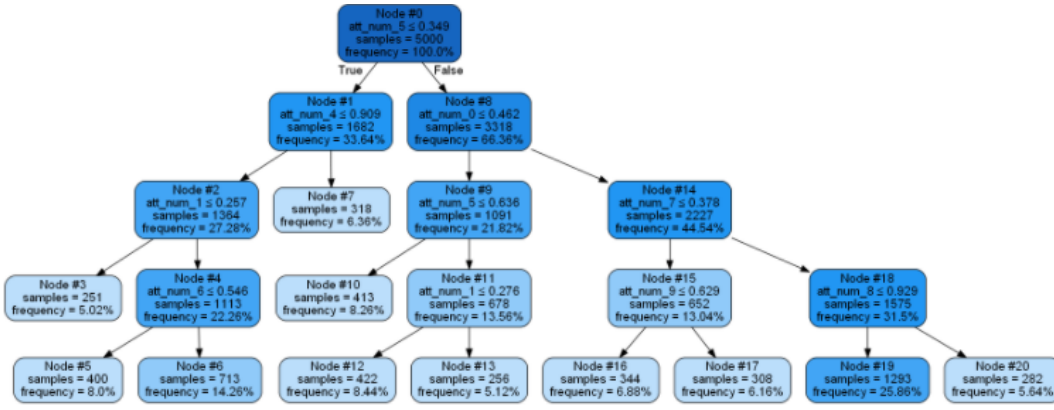 Node #0
att_num_5 ≤ 0.349
samples = 5000
frequency = 100.0%
True
False
Node #1
att_num_4 ≤ 0.909
samples = 1682
frequency = 33.64%
Node #8
att_num_0 ≤ 0.462
samples = 3318
frequency = 66.36%
Node #2
att_num_1 ≤ 0.257
samples = 1364
frequency = 27.28%
Node #7
samples = 318
frequency = 6.36%
Node #9
att_num_5 ≤ 0.636
samples = 1091
frequency = 21.82%
Node #14
att_num_7 ≤ 0.378
samples = 2227
frequency = 44.54%
Node #3
samples = 251
frequency = 5.02%
Node #4
att_num_6 ≤ 0.546
samples = 1113
frequency = 22.26%
Node #10
samples = 413
frequency = 8.26%
Node #11
att_num_1 ≤ 0.276
samples = 678
frequency = 13.56%
Node #15
att_num_9 ≤ 0.629
samples = 652
frequency = 13.04%
Node #18
att_num_8 ≤ 0.929
samples = 1575
frequency = 31.5%
Node #5
samples = 400
frequency = 8.0%
Node #6
samples = 713
frequency = 14.26%
Node #12
samples = 422
frequency = 8.44%
Node #13
samples = 256
frequency = 5.12%
Node #16
samples = 344
frequency = 6.88%
Node #17
samples = 308
frequency = 6.16%
Node #19
samples = 1293
frequency = 25.86%
Node #20
samples = 282
frequency = 5.64%